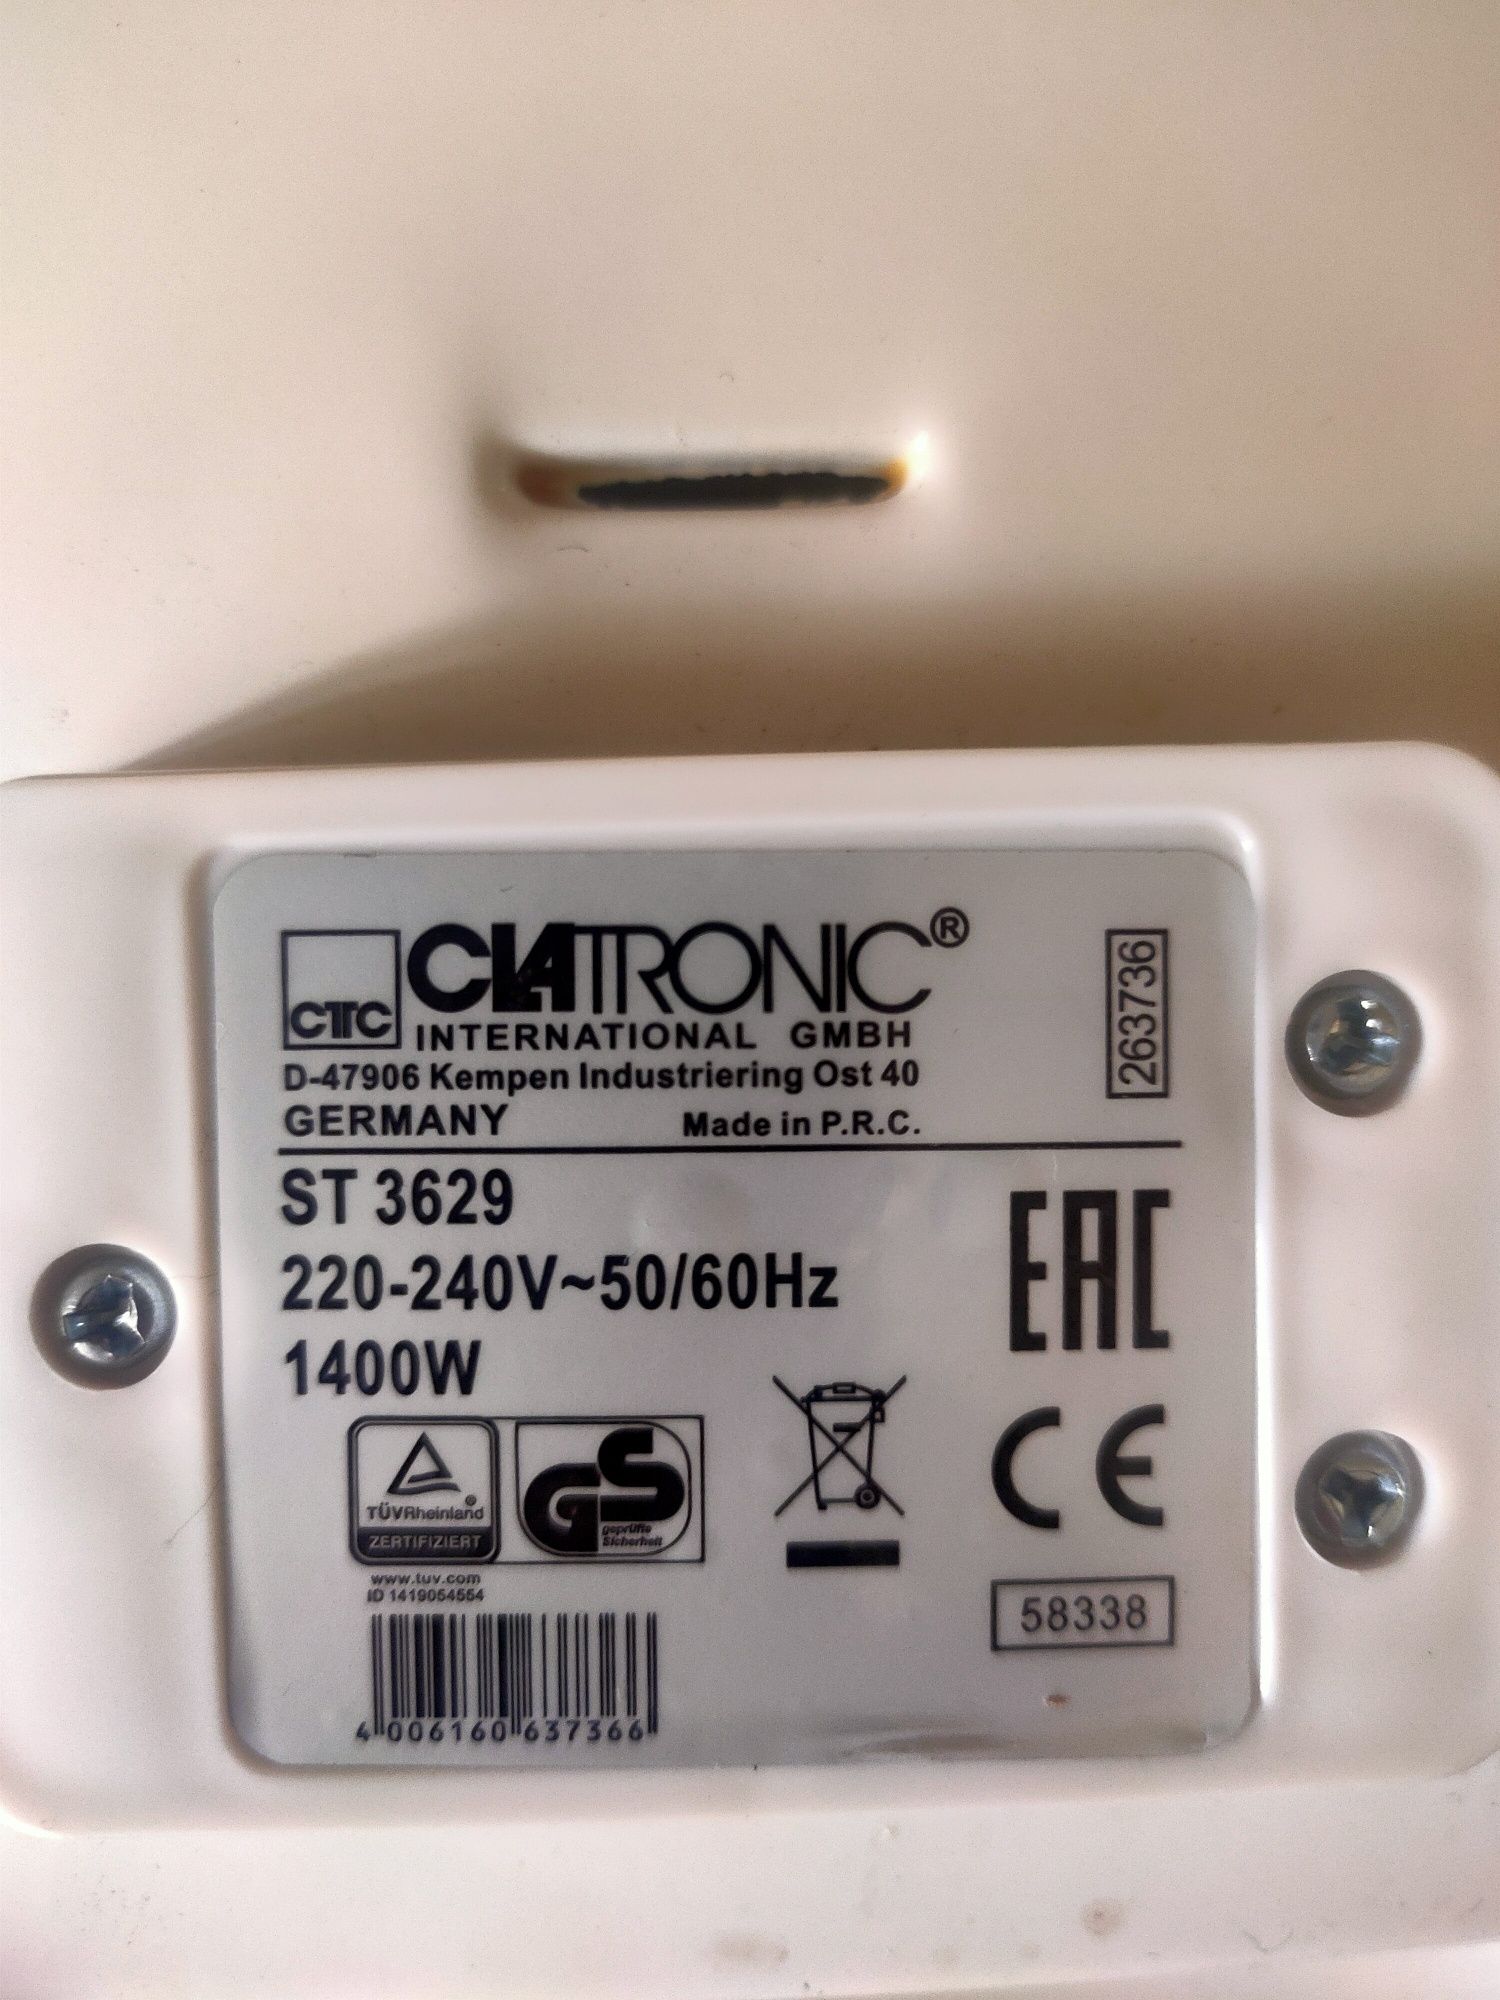 CTC CLATRONIC®
INTERNATIONAL GMBH
D-47906 Kempen Industriering Ost 40
GERMANY Made in P.R.C.
263736
ST 3629
220-240V~50/60Hz
1400W
EAC
TÜVRheinland®
ZERTIFIZIERT
GS
geprüfte
Sicherheit
CE
www.tuv.com
ID 1419054554
58338
4 006160 637366